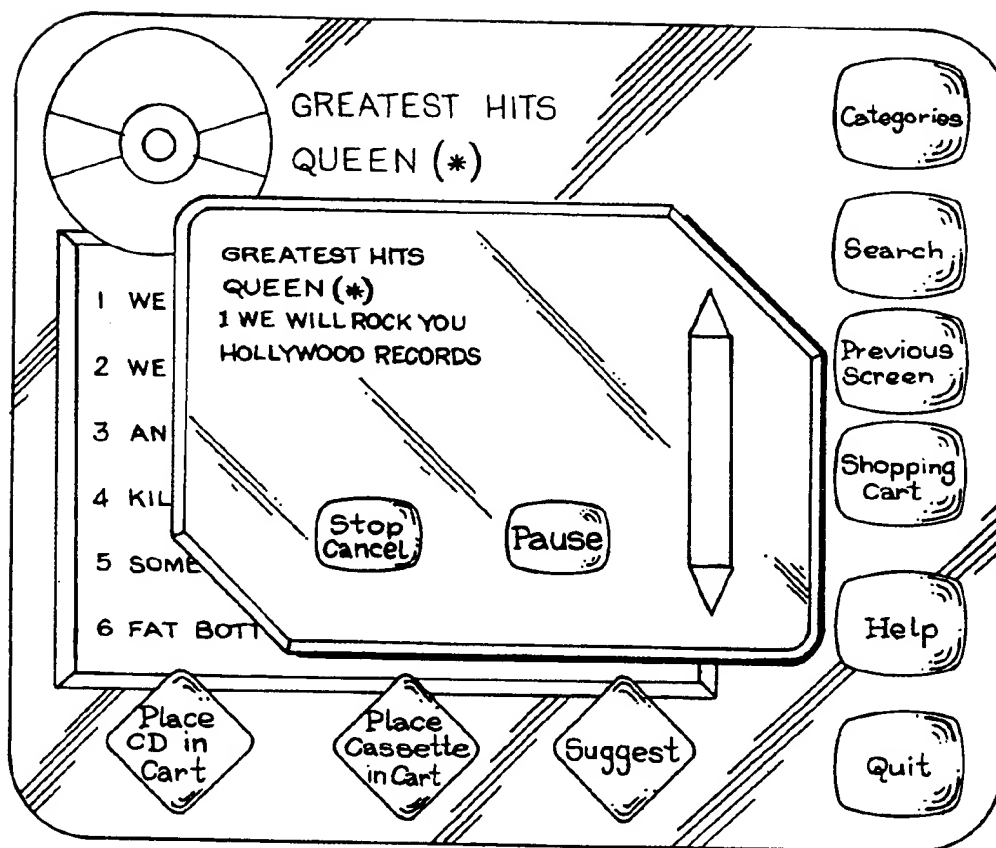 GREATEST HITS
QUEEN (*)
GREATEST HITS
QUEEN (*)
1 WE WILL ROCK YOU
HOLLYWOOD RECORDS
1 WE
2 WE
3 AN
4 KIL
5 SOME
6 FAT BOTT
Stop
Cancel
Pause
Place
CD in
Cart
Place
Cassette
in Cart
Suggest
Categories
Search
Previous
Screen
Shopping
Cart
Help
Quit